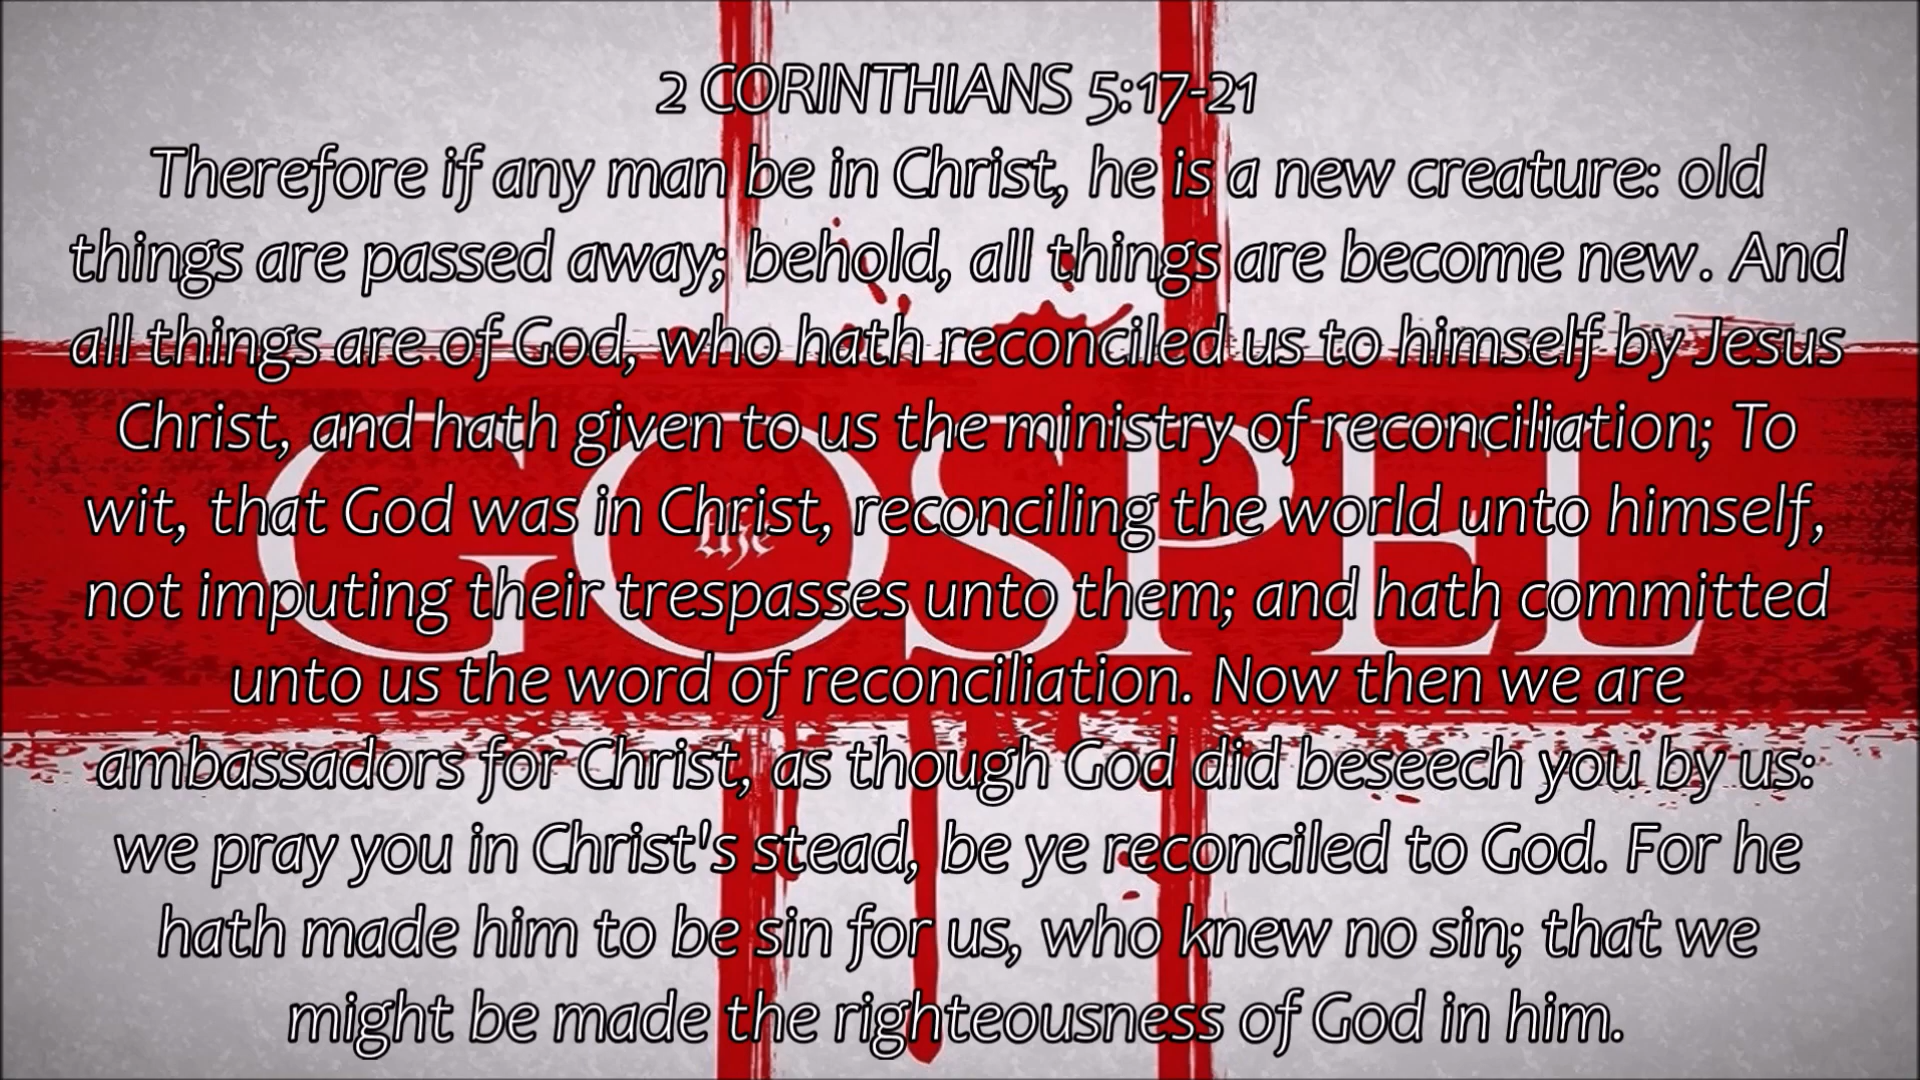 2 CORINTHIANS 5:17-21
Therefore if any man be in Christ, he is a new creature: old
things are passed away; behold, all things are become new. And
all things are of God, who hath reconciled us to himself by Jesus
Christ, and hath given to us the ministry of reconciliation; To
wit, that God was in Christ, reconciling the world unto himself,
not imputing their trespasses unto them; and hath committed
unto us the word of reconciliation. Now then we are
ambassadors for Christ, as though God did beseech you by us:
we pray you in Christ's stead, be ye reconciled to God. For he
hath made him to be sin for us, who knew no sin; that we
might be made the righteousness of God in him.
the
GOSPEL